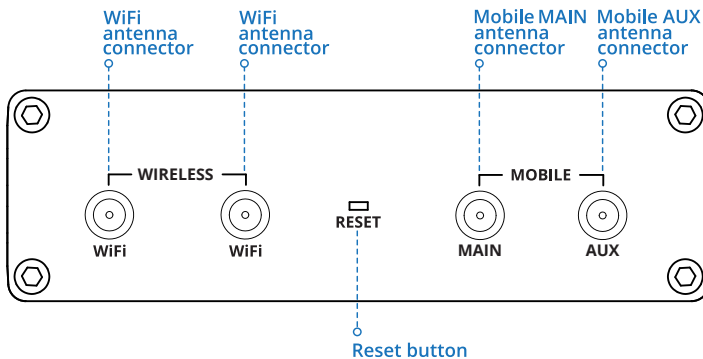 WiFi
antenna
connector
WiFi
antenna
connector
Mobile MAIN
antenna
connector
Mobile AUX
antenna
connector
WIRELESS
MOBILE
WiFi
WiFi
RESET
MAIN
AUX
Reset button